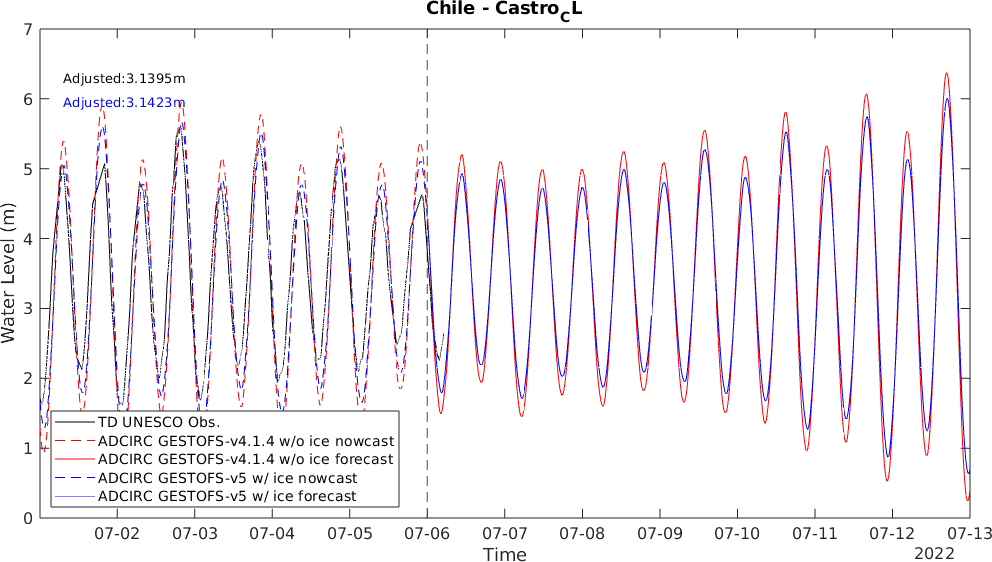 Chile - Castro_CL
7
6
5
4
3
2
1
0
Water Level (m)
Adjusted:3.1395m
Adjusted:3.1423m
TD UNESCO Obs.
ADCIRC GESTOFS-v4.1.4 w/o ice nowcast
ADCIRC GESTOFS-v4.1.4 w/o ice forecast
ADCIRC GESTOFS-v5 w/ ice nowcast
ADCIRC GESTOFS-v5 w/ ice forecast
07-02 07-03 07-04 07-05 07-06 07-07 07-08 07-09 07-10 07-11 07-12 07-13
Time
2022